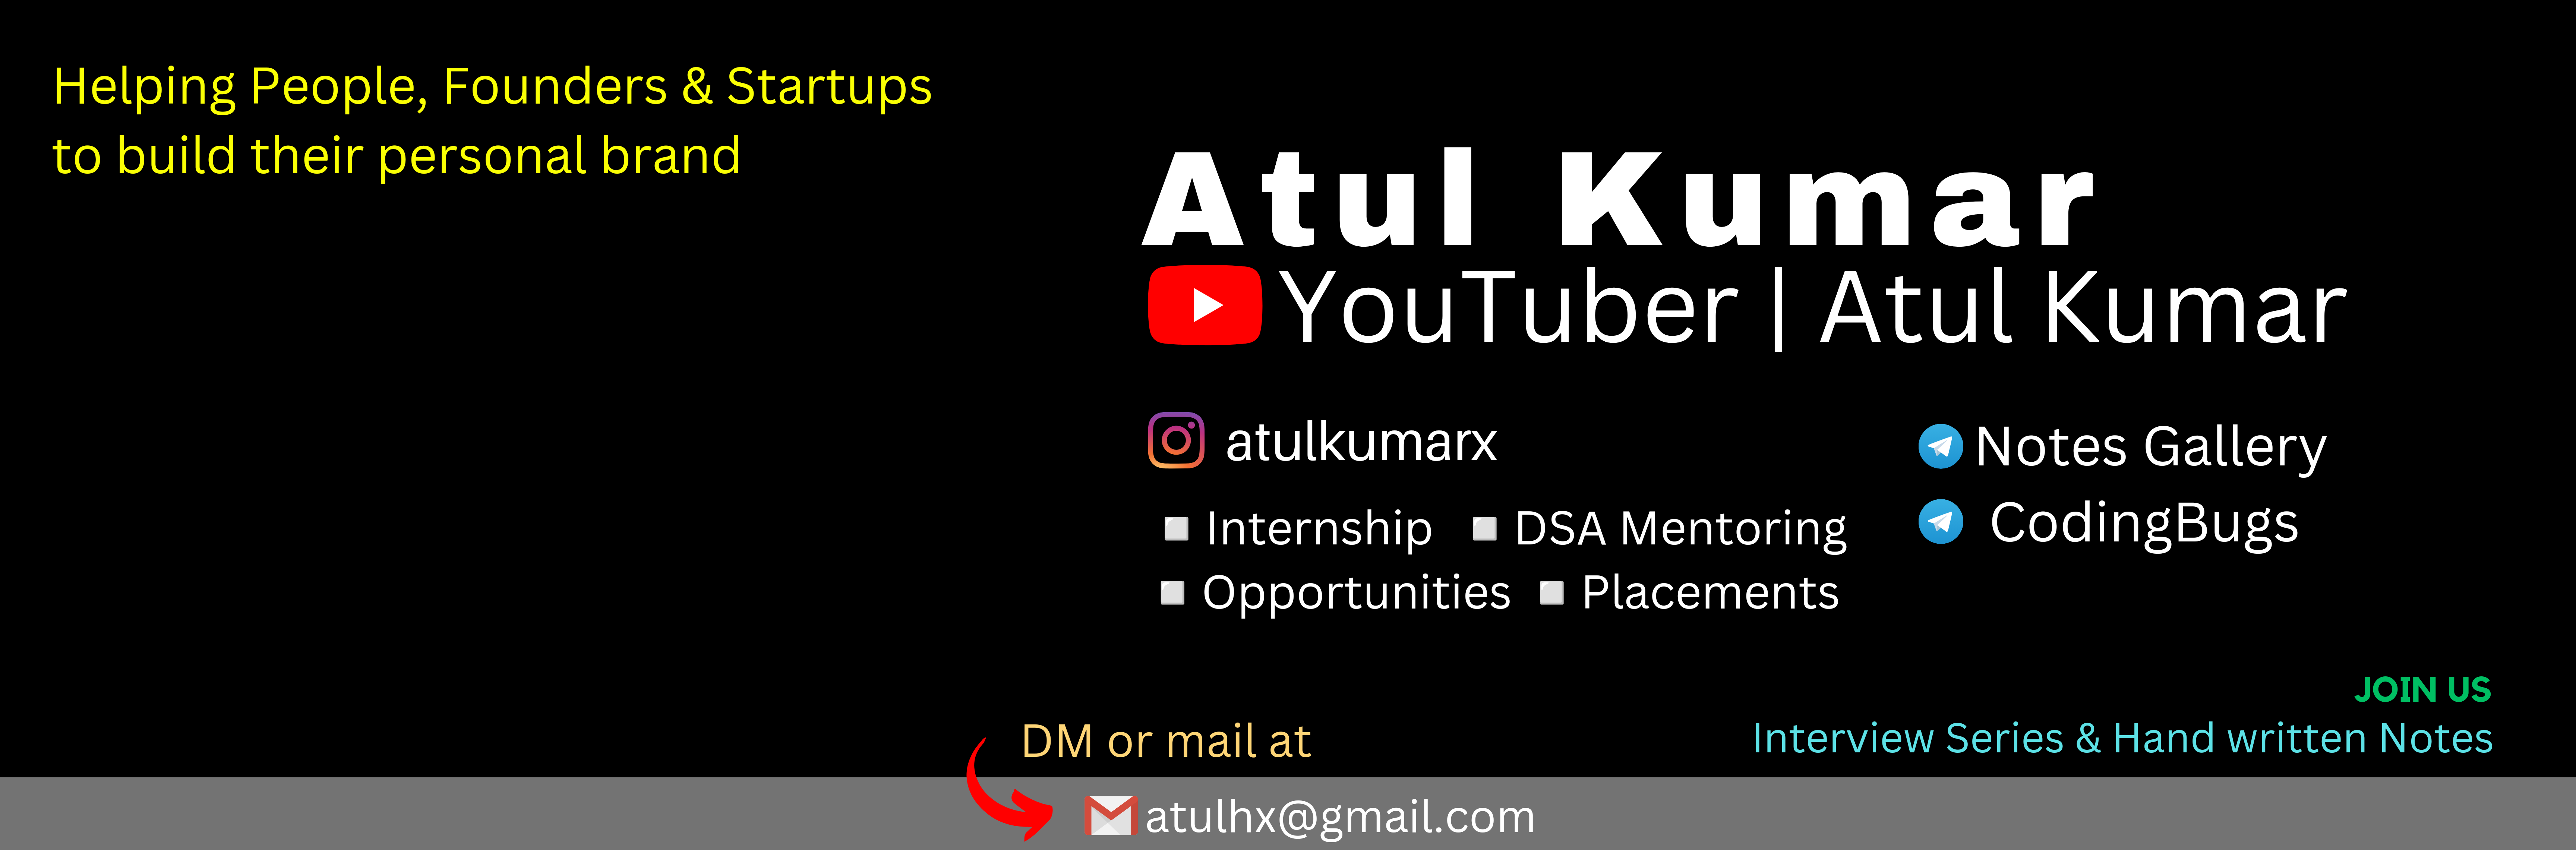 Helping People, Founders & Startups
to build their personal brand
Atul Kumar
YouTuber | Atul Kumar
atulkumarx
Notes Gallery
Internship DSA Mentoring
CodingBugs
Opportunities Placements
JOIN US
Interview Series & Hand written Notes
DM or mail at
atulhx@gmail.com